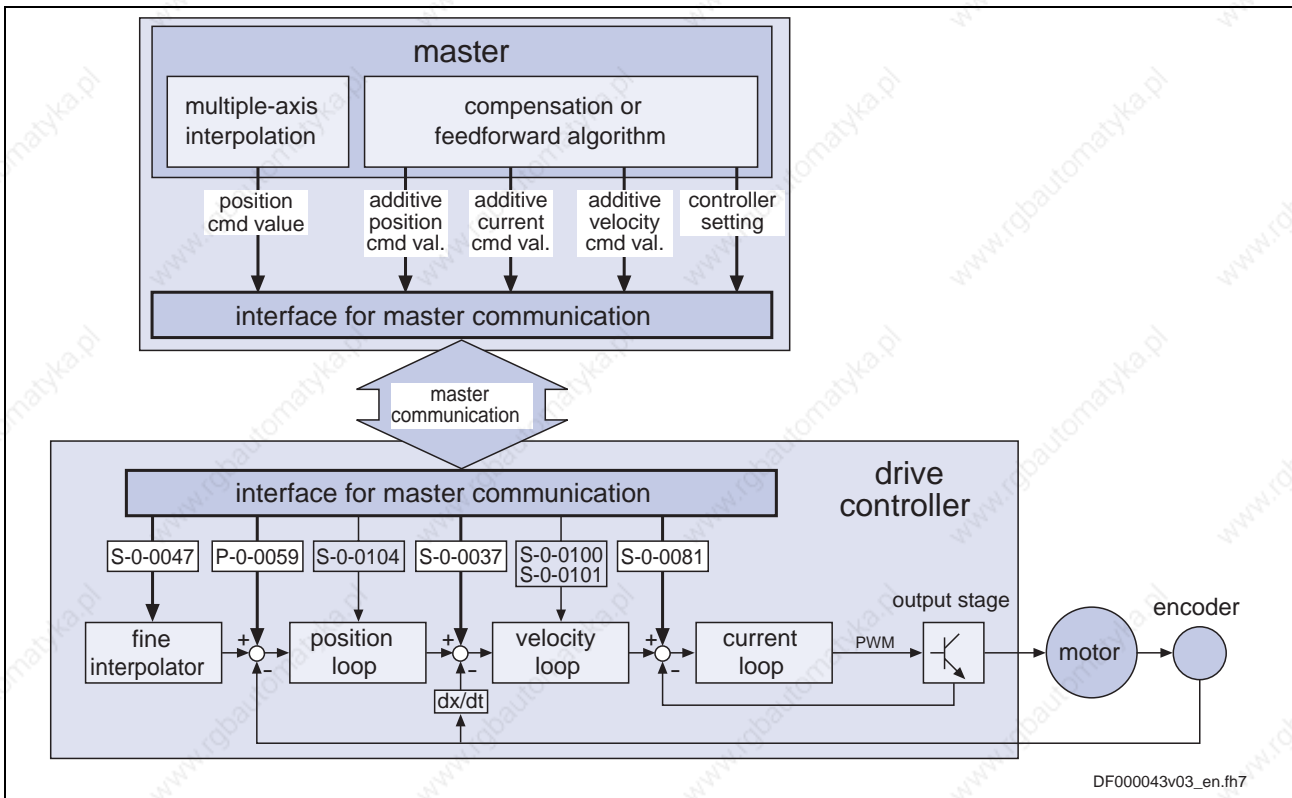 master
multiple-axis
interpolation
compensation or
feedforward algorithm
position
cmd value
additive
position
cmd val.
additive
current
cmd val.
additive
velocity
cmd val.
controller
setting
interface for master communication
master
communication
drive
controller
interface for master communication
S-0-0047
P-0-0059
S-0-0104
S-0-0037
S-0-0100
S-0-0101
S-0-0081
output stage
encoder
fine
interpolator
+
-
position
loop
+
-
velocity
loop
+
-
current
loop
PWM
motor
dx/dt
DF000043v03_en.fh7
www.rgbautomatyka.pl